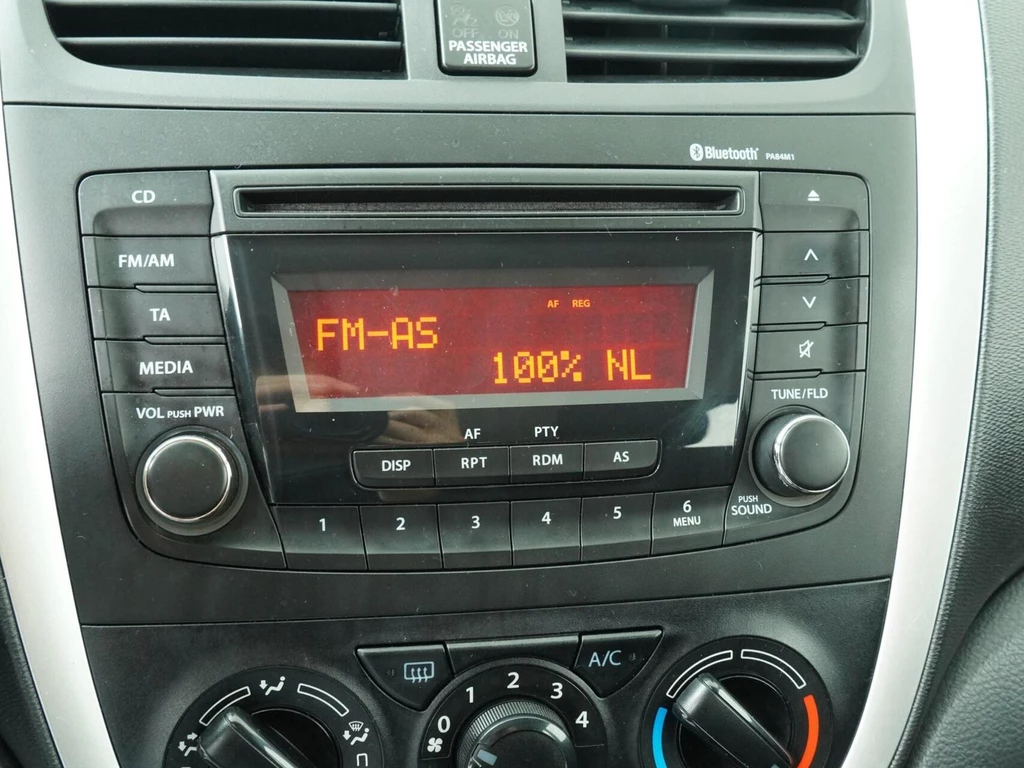 OFF ON
PASSENGER
AIRBAG
Bluetooth PA84M1
CD
FM/AM
TA
MEDIA
VOL PUSH PWR
AF REG
FM-AS
100% NL
TUNE/FLD
AF PTY
DISP RPT RDM AS
PUSH
SOUND
1 2 3 4 5 6
MENU
A/C
0 1 2 3 4